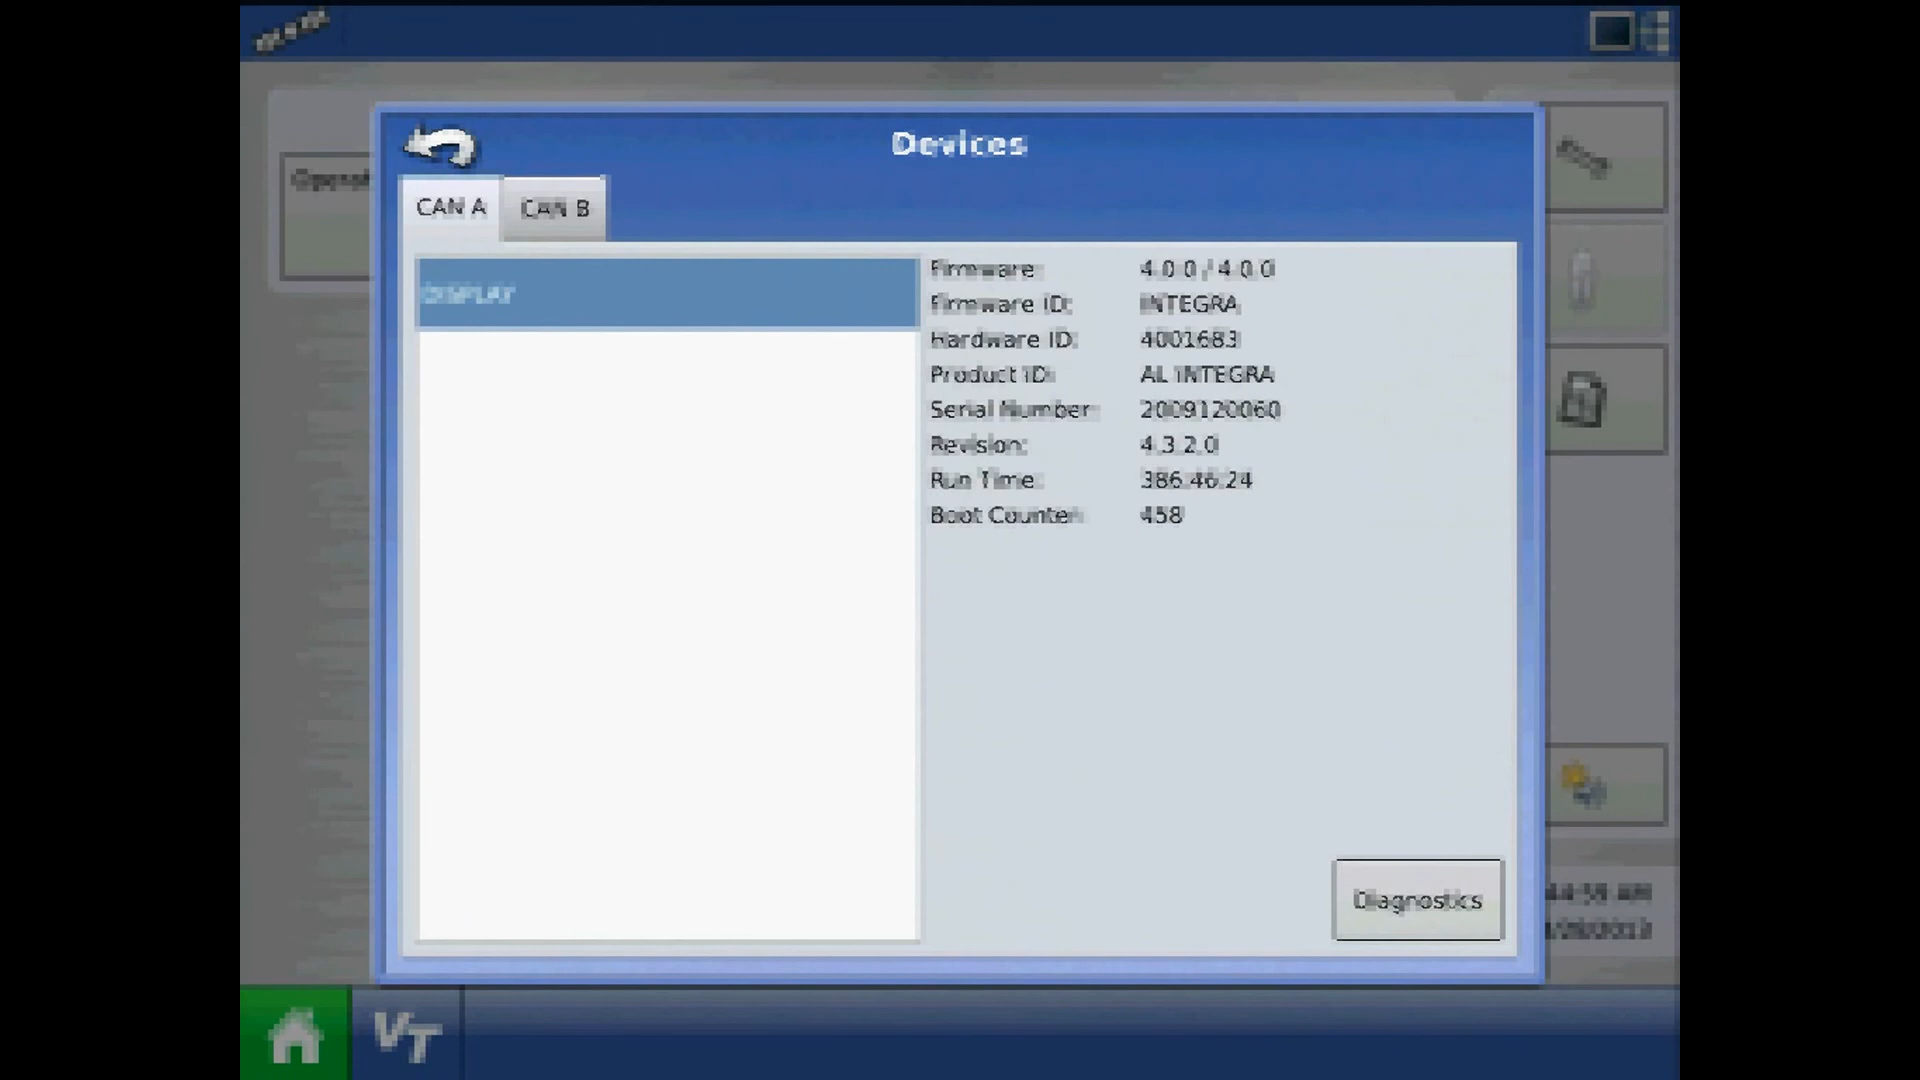 Devices
CAN A CAN B
DISPLAY
Firmware: 4.0.0 / 4.0.0
Firmware ID: INTEGRA
Hardware ID: 4001683
Product ID: AL INTEGRA
Serial Number: 2009120060
Revision: 4.3.2.0
Run Time: 386:46:24
Boot Counter: 458
Diagnostics
VT